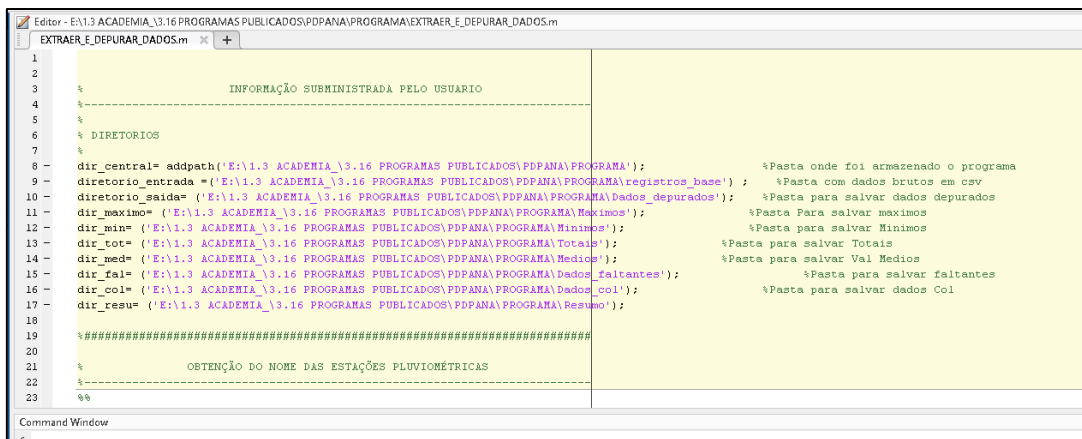 Editor - E:\1.3 ACADEMIA_\3.16 PROGRAMAS PUBLICADOS\PDPANA\PROGRAMA\EXTRAER_E_DEPURAR_DADOS.m
EXTRAER_E_DEPURAR_DADOS.m × +
1
2
3 % INFORMAÇÃO SUBMINISTRADA PELO USUARIO
4 %---------------------------------------------------------------------------
5 %
6 % DIRETORIOS
7 %
8 – dir_central= addpath('E:\1.3 ACADEMIA_\3.16 PROGRAMAS PUBLICADOS\PDPANA\PROGRAMA'); %Pasta onde foi armazenado o programa
9 – diretorio_entrada =('E:\1.3 ACADEMIA_\3.16 PROGRAMAS PUBLICADOS\PDPANA\PROGRAMA\registros_base') ; %Pasta com dados brutos em csv
10 – diretorio_saida= ('E:\1.3 ACADEMIA_\3.16 PROGRAMAS PUBLICADOS\PDPANA\PROGRAMA\Dados_depurados'); %Pasta para salvar dados depurados
11 – dir_maximo= ('E:\1.3 ACADEMIA_\3.16 PROGRAMAS PUBLICADOS\PDPANA\PROGRAMA\Maximos'); %Pasta Para salvar maximos
12 – dir_min= ('E:\1.3 ACADEMIA_\3.16 PROGRAMAS PUBLICADOS\PDPANA\PROGRAMA\Minimos'); %Pasta para salvar Minimos
13 – dir_tot= ('E:\1.3 ACADEMIA_\3.16 PROGRAMAS PUBLICADOS\PDPANA\PROGRAMA\Totais'); %Pasta para salvar Totais
14 – dir_med= ('E:\1.3 ACADEMIA_\3.16 PROGRAMAS PUBLICADOS\PDPANA\PROGRAMA\Medios'); %Pasta para salvar Val Medios
15 – dir_fal= ('E:\1.3 ACADEMIA_\3.16 PROGRAMAS PUBLICADOS\PDPANA\PROGRAMA\Dados_faltantes'); %Pasta para salvar faltantes
16 – dir_col= ('E:\1.3 ACADEMIA_\3.16 PROGRAMAS PUBLICADOS\PDPANA\PROGRAMA\Dados_col'); %Pasta para salvar dados Col
17 – dir_resu= ('E:\1.3 ACADEMIA_\3.16 PROGRAMAS PUBLICADOS\PDPANA\PROGRAMA\Resumo');
18
19 %###########################################################################
20
21 % OBTENÇÃO DO NOME DAS ESTAÇÕES PLUVIOMÉTRICAS
22 %---------------------------------------------------------------------------
23 %%
Command Window